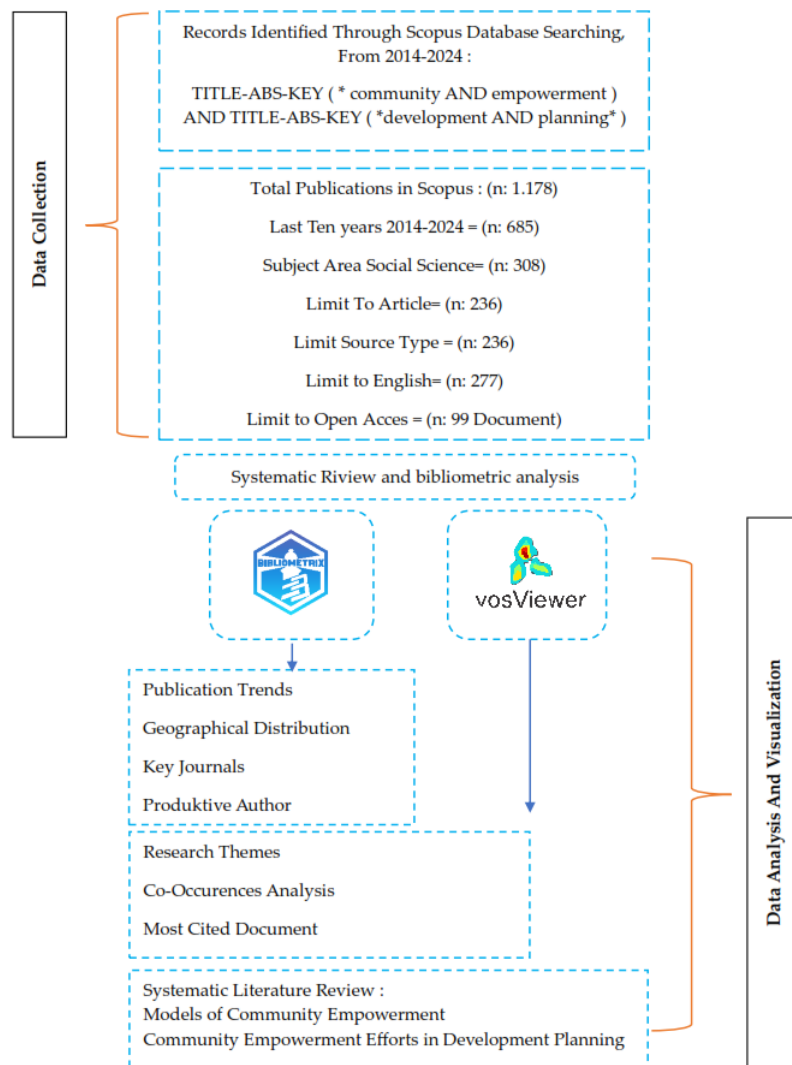 Data Collection
Records Identified Through Scopus Database Searching,
From 2014-2024 :
TITLE-ABS-KEY ( * community AND empowerment )
AND TITLE-ABS-KEY ( *development AND planning* )
Total Publications in Scopus : (n: 1.178)
Last Ten years 2014-2024 = (n: 685)
Subject Area Social Science= (n: 308)
Limit To Article= (n: 236)
Limit Source Type = (n: 236)
Limit to English= (n: 277)
Limit to Open Acces = (n: 99 Document)
Systematic Riview and bibliometric analysis
BIBLIOMETRIX
vosViewer
Publication Trends
Geographical Distribution
Key Journals
Produktive Author
Research Themes
Co-Occurences Analysis
Most Cited Document
Systematic Literature Review :
Models of Community Empowerment
Community Empowerment Efforts in Development Planning
Data Analysis And Visualization